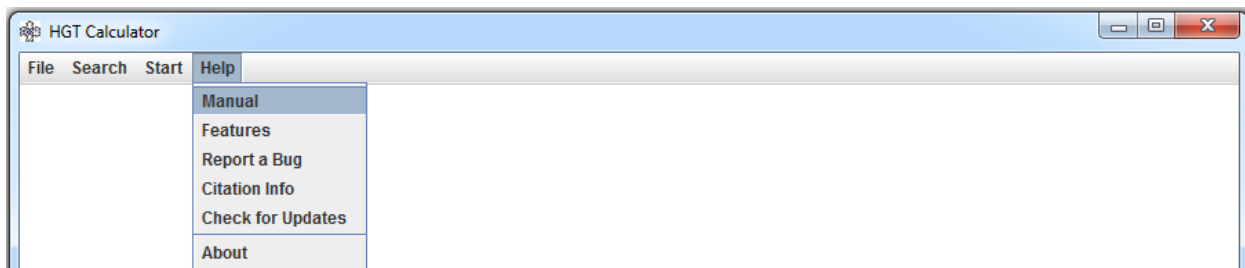 HGT Calculator
File Search Start Help
Manual
Features
Report a Bug
Citation Info
Check for Updates
About